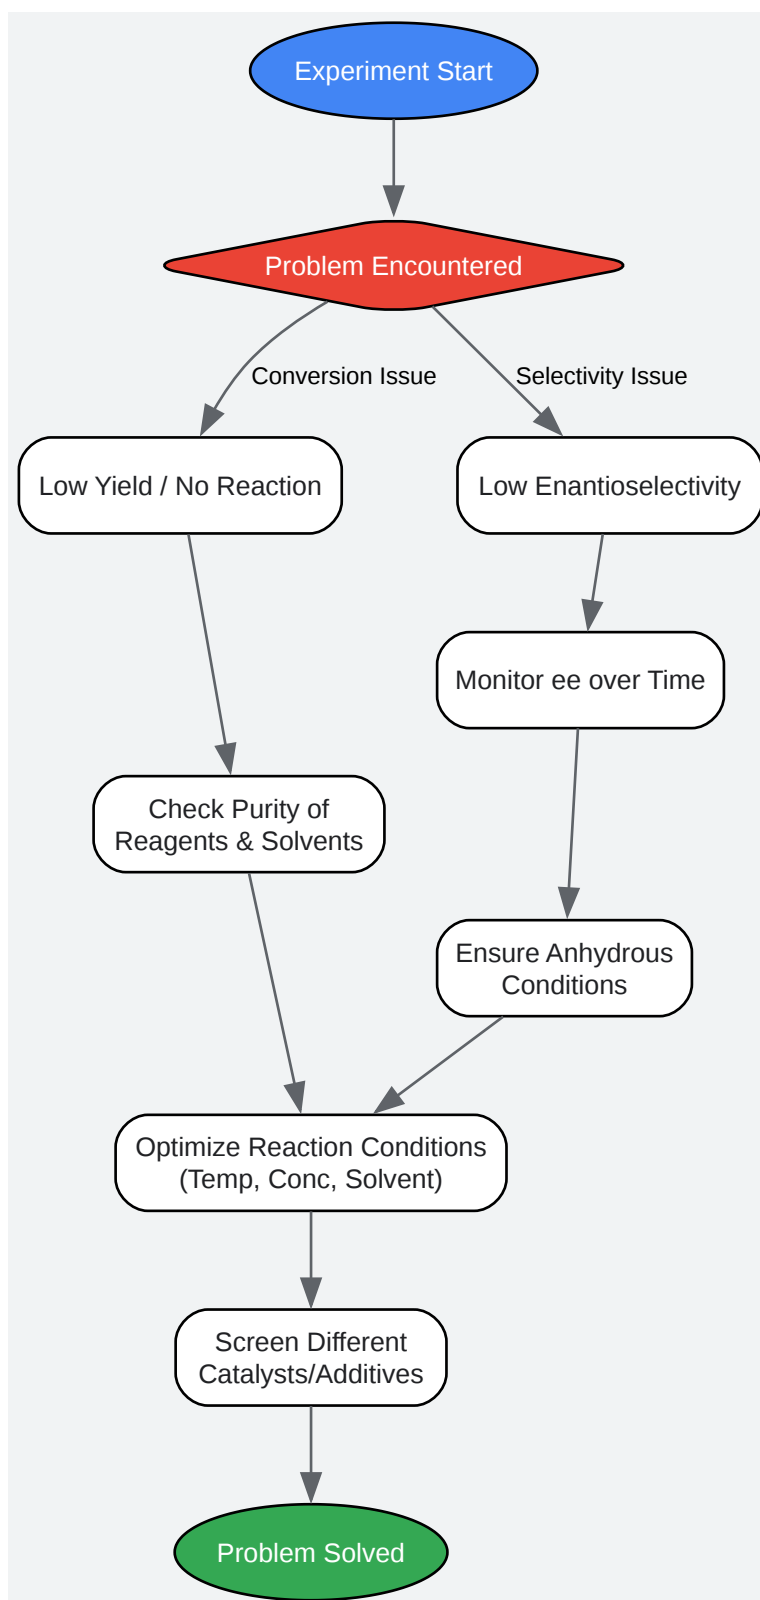 Experiment Start
Problem Encountered
Conversion Issue
Selectivity Issue
Low Yield / No Reaction
Low Enantioselectivity
Monitor ee over Time
Check Purity of
Reagents & Solvents
Ensure Anhydrous
Conditions
Optimize Reaction Conditions
(Temp, Conc, Solvent)
Screen Different
Catalysts/Additives
Problem Solved